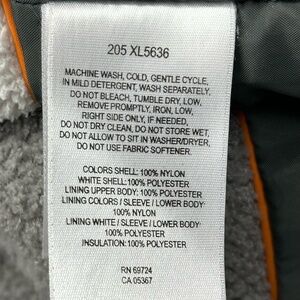 205 XL5636
MACHINE WASH, COLD, GENTLE CYCLE,
IN MILD DETERGENT, WASH SEPARATELY.
DO NOT BLEACH, TUMBLE DRY, LOW,
REMOVE PROMPTLY, IRON, LOW,
RIGHT SIDE ONLY, IF NEEDED,
DO NOT DRY CLEAN, DO NOT STORE WET,
DO NOT ALLOW TO SIT IN WASHER/DRYER,
DO NOT USE FABRIC SOFTENER.
COLORS SHELL: 100% NYLON
WHITE SHELL: 100% POLYESTER
LINING UPPER BODY: 100% POLYESTER
LINING COLORS / SLEEVE / LOWER BODY:
100% NYLON
LINING WHITE / SLEEVE / LOWER BODY:
100% POLYESTER
INSULATION: 100% POLYESTER
RN 69724
CA 05367